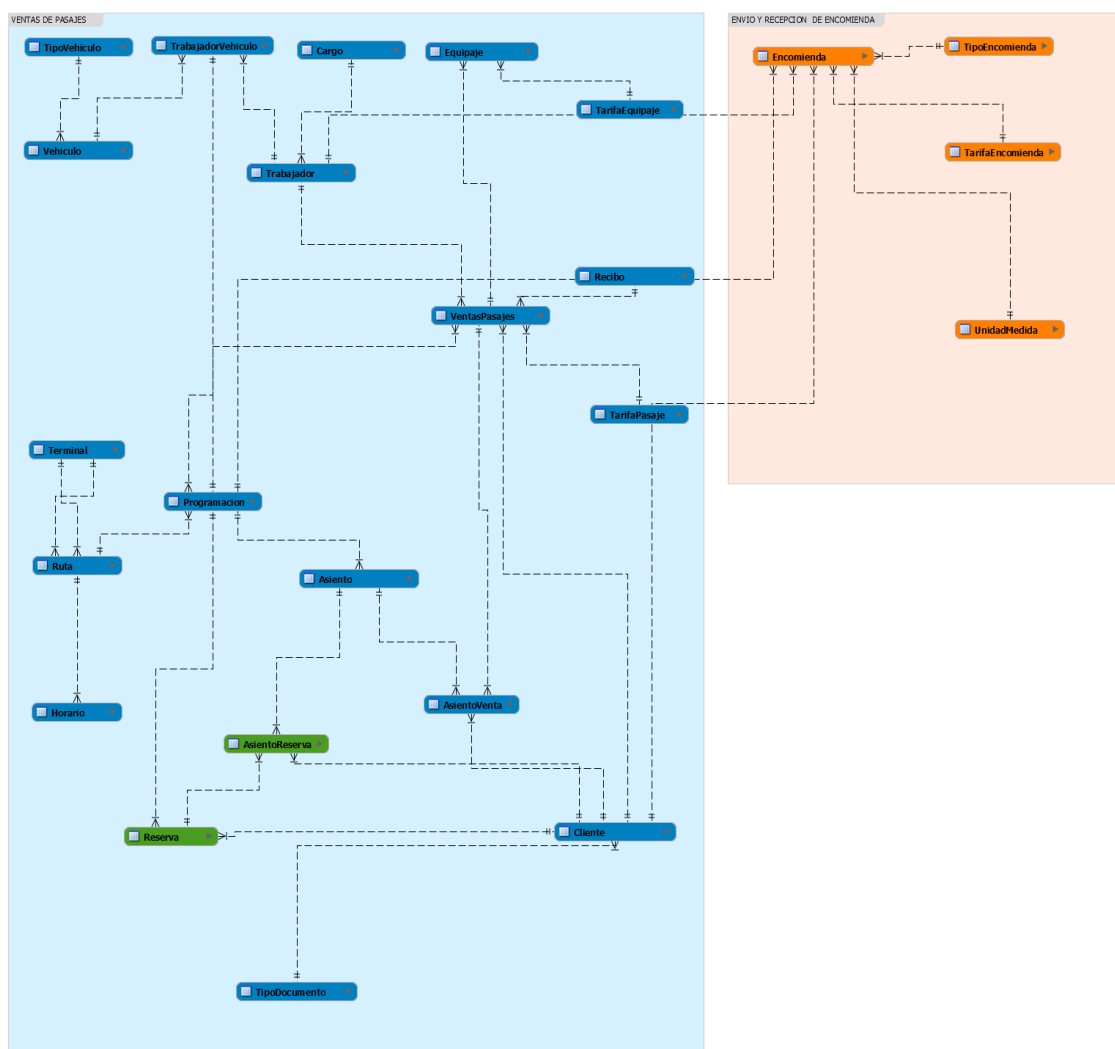 VENTAS DE PASAJES
ENVIO Y RECEPCION DE ENCOMIENDA
TipoVehiculo
TrabajadorVehiculo
Cargo
Equipaje
Encomienda
TipoEncomienda
TarifaEquipaje
Vehiculo
TarifaEncomienda
Trabajador
Recibo
VentasPasajes
UnidadMedida
TarifaPasaje
Terminal
Programacion
Ruta
Asiento
Horario
AsientoVenta
AsientoReserva
Reserva
Cliente
TipoDocumento